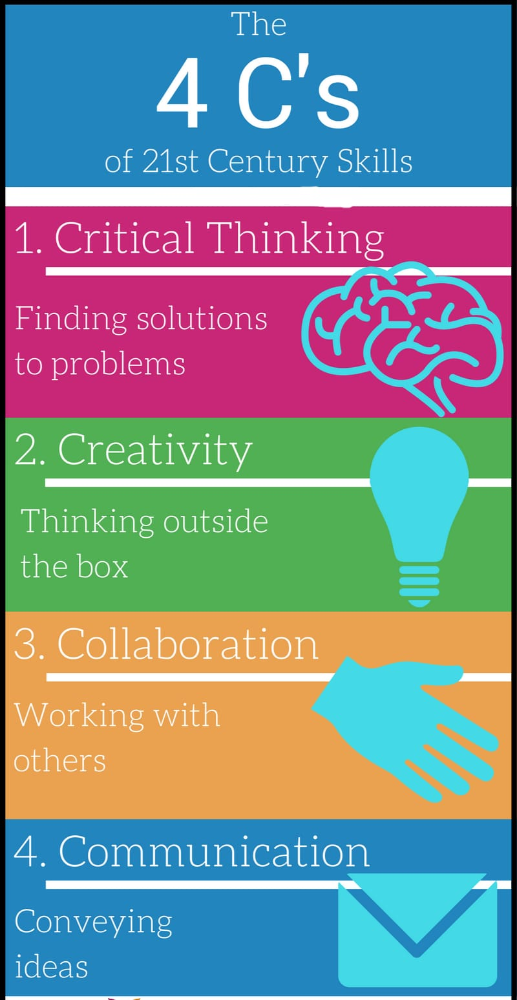 The
4 C's
of 21st Century Skills
1. Critical Thinking
Finding solutions
to problems
2. Creativity
Thinking outside
the box
3. Collaboration
Working with
others
4. Communication
Conveying
ideas